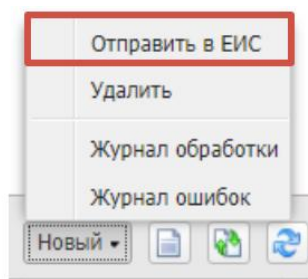 Отправить в ЕИС
Удалить
Журнал обработки
Журнал ошибок
Новый